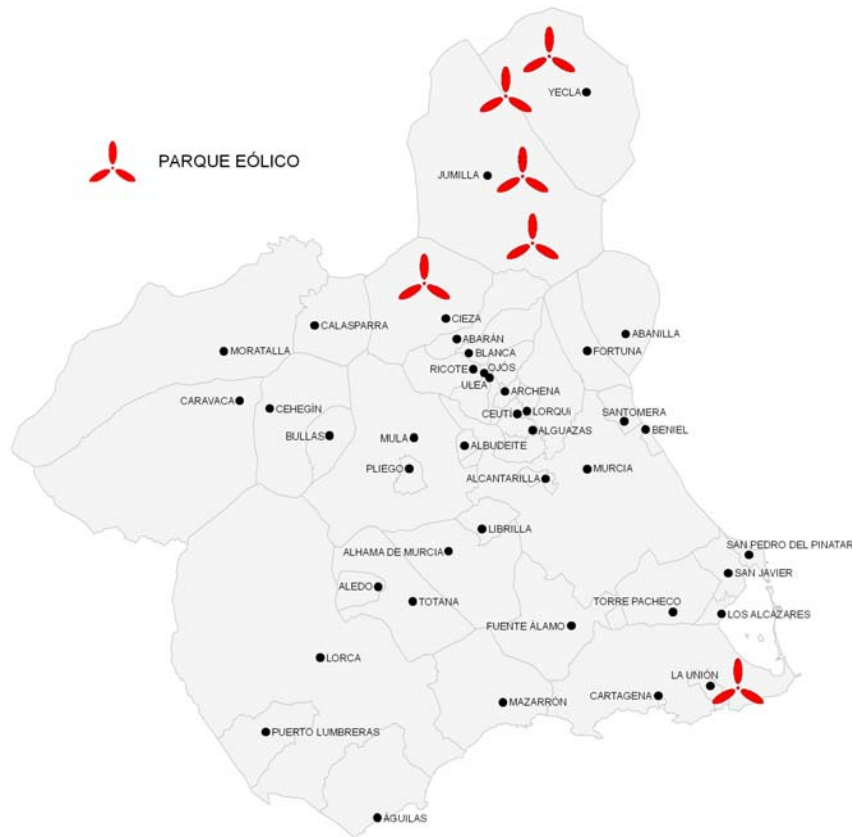 YECLA
PARQUE EÓLICO
JUMILLA
CIEZA
CALASPARRA
ABANILLA
ABARÁN
MORATALLA
BLANCA
FORTUNA
RICOTE
OJÓS
ULEA
ARCHENA
CARAVACA
CEHEGÍN
CEUTÍ
LORQUi
SANTOMERA
ALGUAZAS
BENIEL
BULLAS
MULA
ALBUDEITE
PLIEGO
MURCIA
ALCANTARILLA
LIBRILLA
ALHAMA DE MURCIA
SAN PEDRO DEL PINATAR
SAN JAVIER
ALEDO
TOTANA
TORRE PACHECO
LOS ALCAZARES
FUENTE ÁLAMO
LORCA
LA UNIÓN
CARTAGENA
MAZARRÓN
PUERTO LUMBRERAS
ÁGUILAS